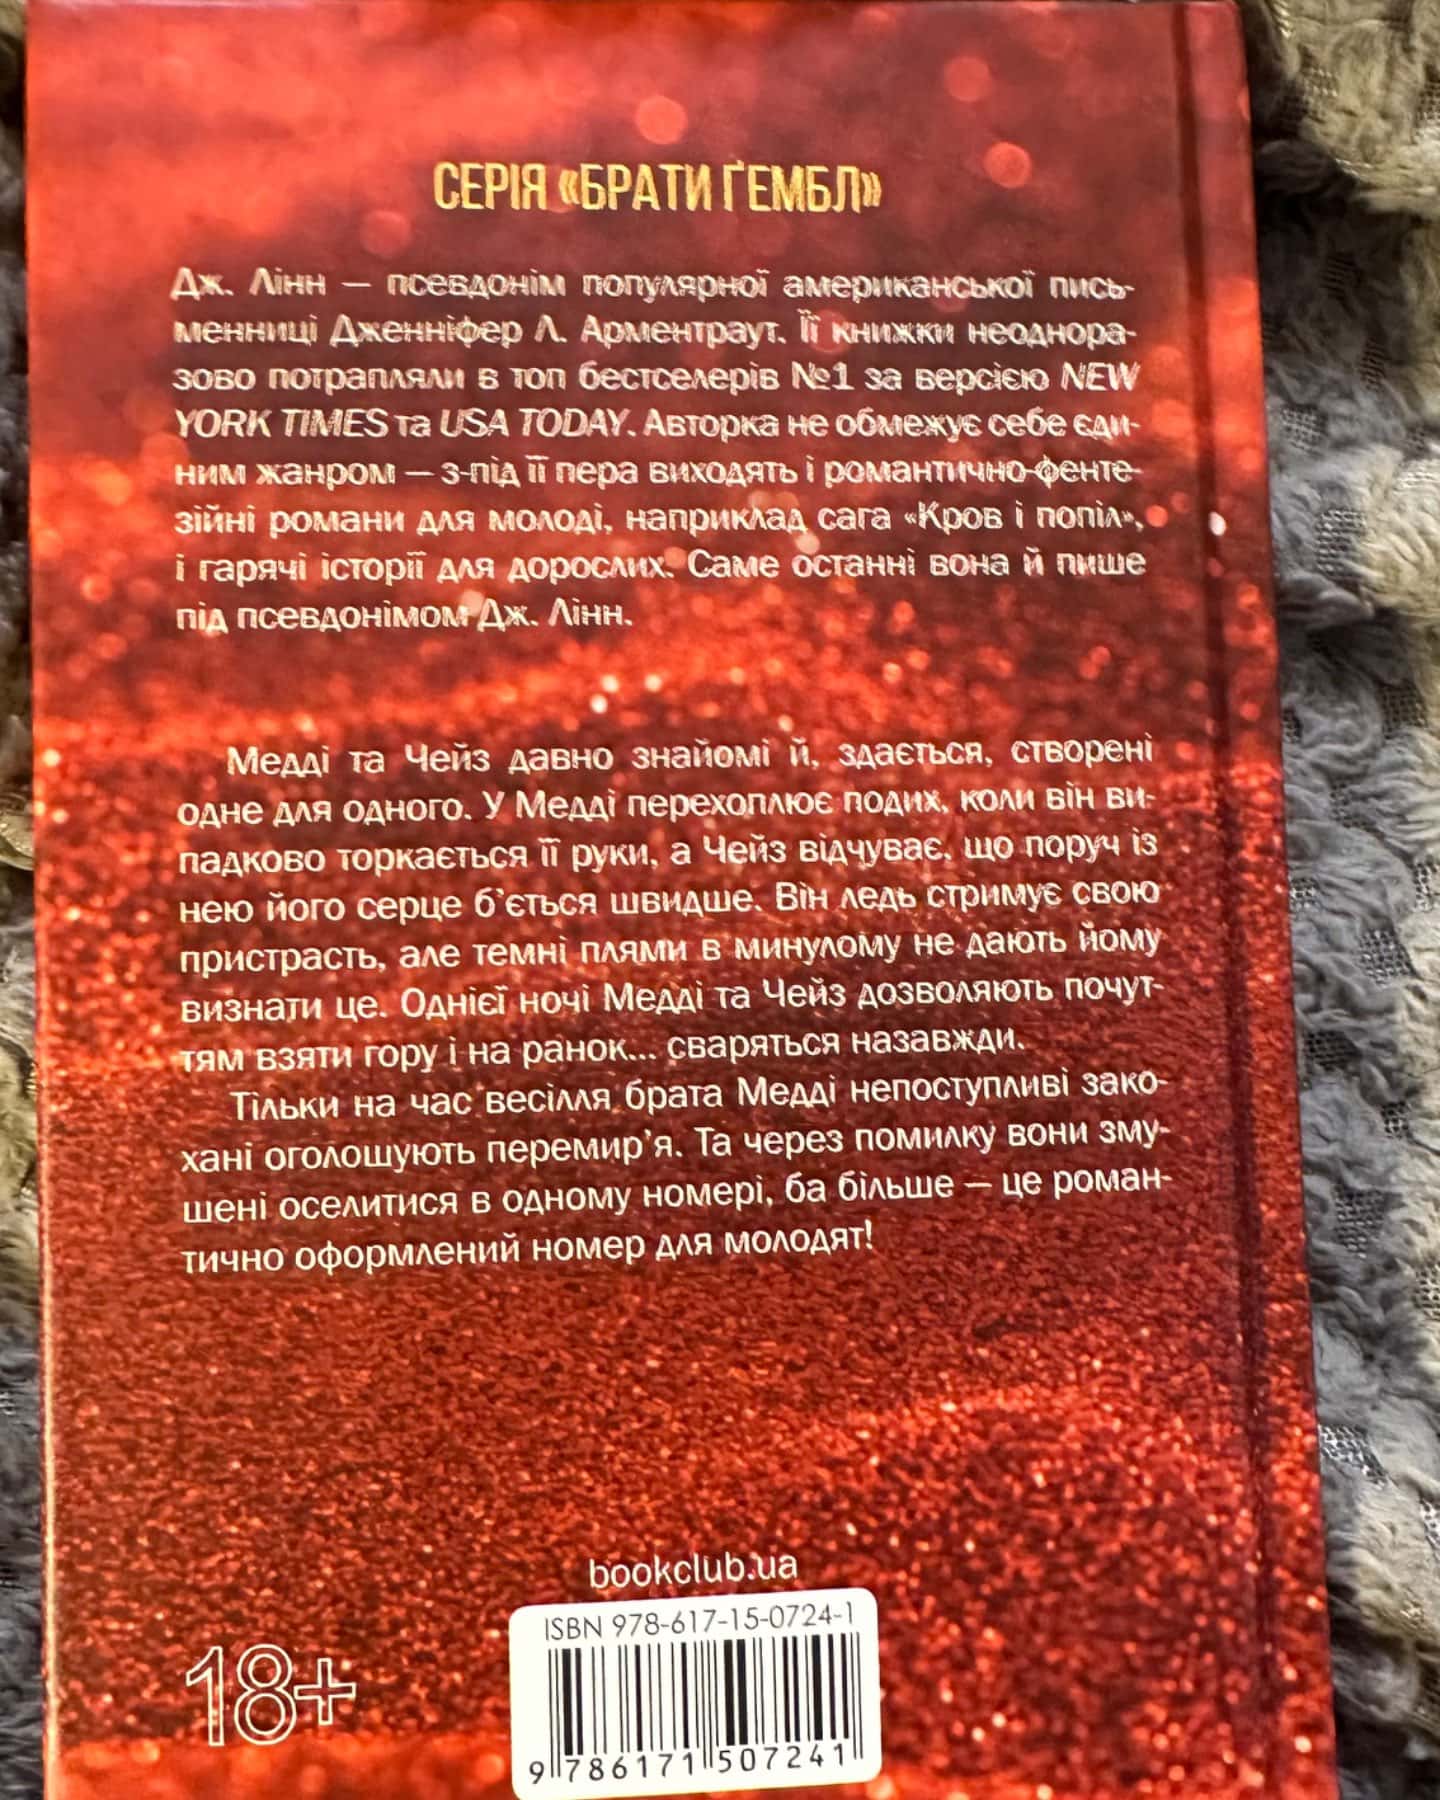 СЕРІЯ «БРАТИ ҐЕМБЛ»
Дж. Лінн — псевдонім популярної американської пись-
менниці Дженніфер Л. Арментраут. Її книжки неоднора-
зово потрапляли в топ бестселерів №1 за версією NEW
YORK TIMES та USA TODAY. Авторка не обмежує себе єди-
ним жанром — з-під її пера виходять і романтично-фенте-
зійні романи для молоді, наприклад сага «Кров і попіл»,
і гарячі історії для дорослих. Саме останні вона й пише
під псевдонімом Дж. Лінн.
Медді та Чейз давно знайомі й, здається, створені
одне для одного. У Медді перехоплює подих, коли він ви-
падково торкається її руки, а Чейз відчуває, що поруч із
нею його серце б’ється швидше. Він ледь стримує свою
пристрасть, але темні плями в минулому не дають йому
визнати це. Однієї ночі Медді та Чейз дозволяють почут-
тям взяти гору і на ранок... сваряться назавжди.
Тільки на час весілля брата Медді непоступливі зако-
хані оголошують перемир’я. Та через помилку вони зму-
шені оселитися в одному номері, ба більше — це роман-
тично оформлений номер для молодят!
bookclub.ua
ISBN 978-617-15-0724-1
18+
9 786171 507241